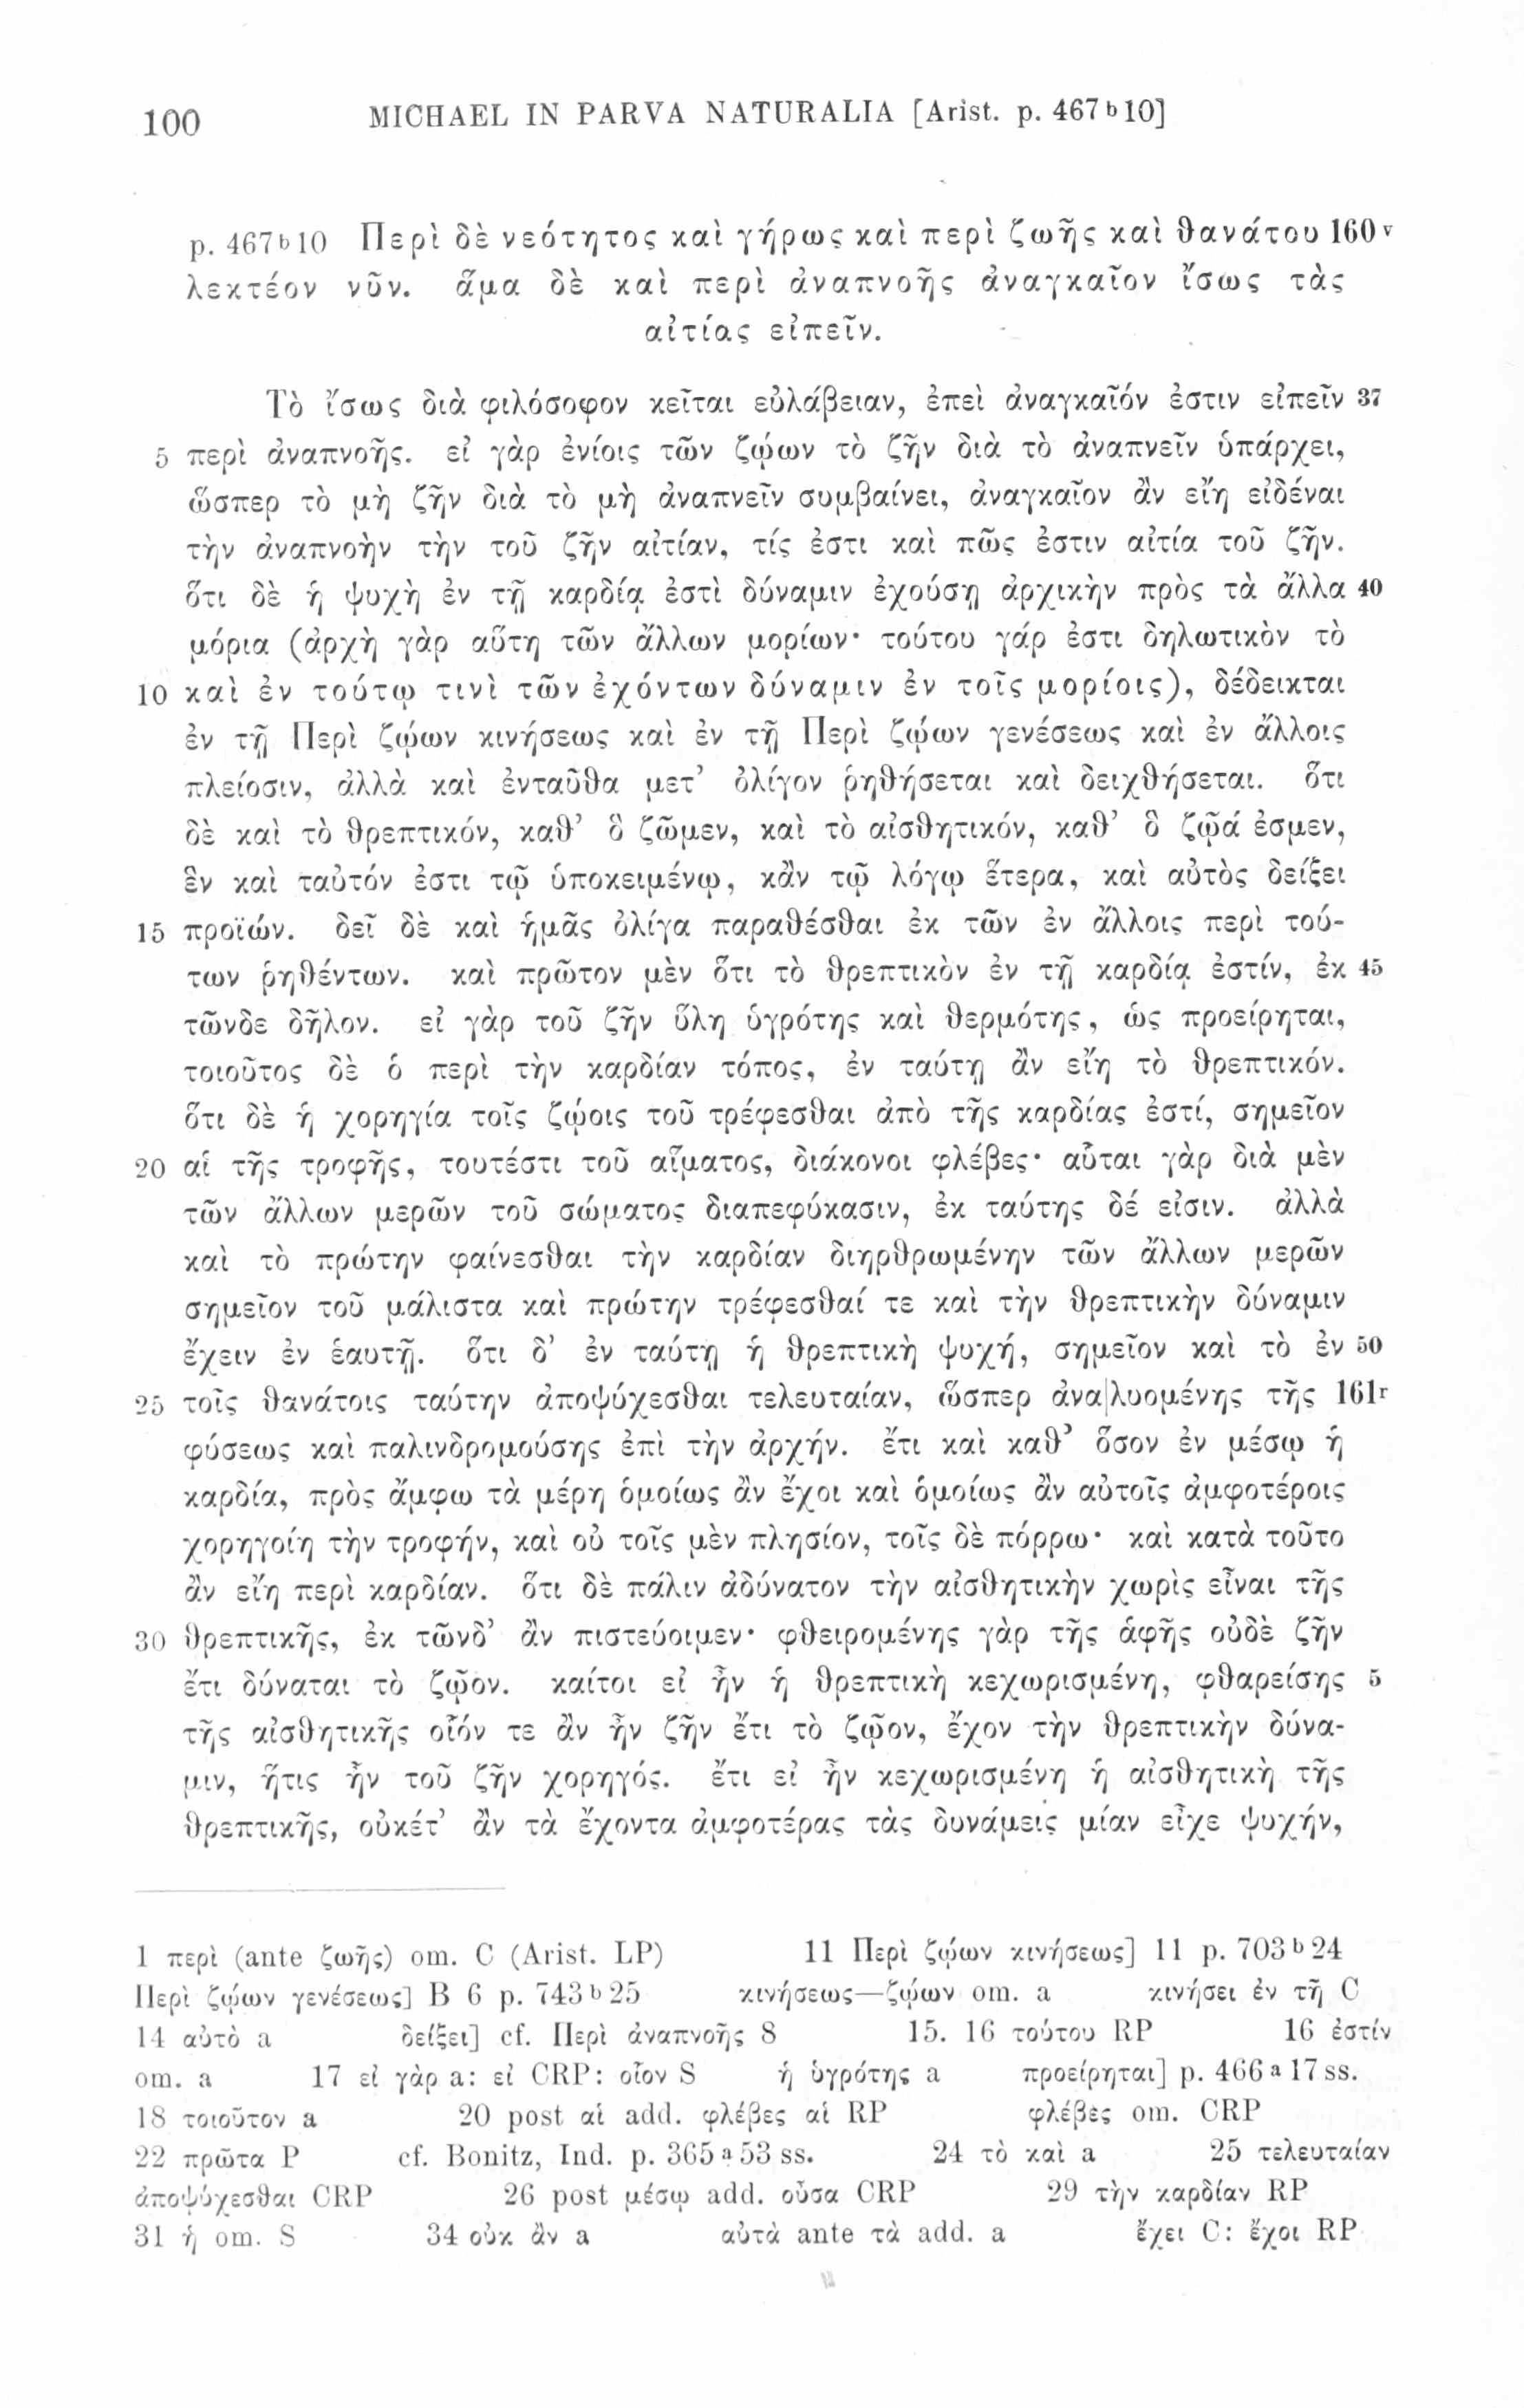 100 MICHAEL IN PARVA NATURALIA [Arist. p. 467 b 10]
p. 467 b 10 Περὶ δὲ νεότητος καὶ γήρως καὶ περὶ ζωῆς καὶ θανάτου 160 v
λεκτέον νῦν. ἅμα δὲ καὶ περὶ ἀναπνοῆς ἀναγκαῖον ἴσως τὰς
αἰτίας εἰπεῖν.
Τὸ ἴσως διὰ φιλόσοφον κεῖται εὐλάβειαν, ἐπεὶ ἀναγκαῖόν ἐστιν εἰπεῖν 37
5 περὶ ἀναπνοῆς. εἰ γὰρ ἐνίοις τῶν ζῴων τὸ ζῆν διὰ τὸ ἀναπνεῖν ὑπάρχει,
ὥσπερ τὸ μὴ ζῆν διὰ τὸ μὴ ἀναπνεῖν συμβαίνει, ἀναγκαῖον ἂν εἴη εἰδέναι
τὴν ἀναπνοὴν τὴν τοῦ ζῆν αἰτίαν, τίς ἐστι καὶ πῶς ἐστιν αἰτία τοῦ ζῆν.
ὅτι δὲ ἡ ψυχὴ ἐν τῇ καρδίᾳ ἐστὶ δύναμιν ἐχούσῃ ἀρχικὴν πρὸς τὰ ἄλλα 40
μόρια (ἀρχὴ γὰρ αὕτη τῶν ἄλλων μορίων· τούτου γάρ ἐστι δηλωτικὸν τὸ
10 καὶ ἐν τούτῳ τινὶ τῶν ἐχόντων δύναμιν ἐν τοῖς μορίοις), δέδεικται
ἐν τῇ Περὶ ζῴων κινήσεως καὶ ἐν τῇ Περὶ ζῴων γενέσεως καὶ ἐν ἄλλοις
πλείοσιν, ἀλλὰ καὶ ἐνταῦθα μετ’ ὀλίγον ῥηθήσεται καὶ δειχθήσεται. ὅτι
δὲ καὶ τὸ θρεπτικόν, καθ’ ὃ ζῶμεν, καὶ τὸ αἰσθητικόν, καθ’ ὃ ζῷά ἐσμεν,
ἓν καὶ ταὐτόν ἐστι τῷ ὑποκειμένῳ, κἂν τῷ λόγῳ ἕτερα, καὶ αὐτὸς δείξει
15 προϊών. δεῖ δὲ καὶ ἡμᾶς ὀλίγα παραθέσθαι ἐκ τῶν ἐν ἄλλοις περὶ τού-
των ῥηθέντων. καὶ πρῶτον μὲν ὅτι τὸ θρεπτικὸν ἐν τῇ καρδίᾳ ἐστίν, ἐκ 45
τῶνδε δῆλον. εἰ γὰρ τοῦ ζῆν ὕλη ὑγρότης καὶ θερμότης, ὡς προείρηται,
τοιοῦτος δὲ ὁ περὶ τὴν καρδίαν τόπος, ἐν ταύτῃ ἂν εἴη τὸ θρεπτικόν.
ὅτι δὲ ἡ χορηγία τοῖς ζῴοις τοῦ τρέφεσθαι ἀπὸ τῆς καρδίας ἐστί, σημεῖον
20 αἱ τῆς τροφῆς, τουτέστι τοῦ αἵματος, διάκονοι φλέβες· αὗται γὰρ διὰ μὲν
τῶν ἄλλων μερῶν τοῦ σώματος διαπεφύκασιν, ἐκ ταύτης δέ εἰσιν. ἀλλὰ
καὶ τὸ πρώτην φαίνεσθαι τὴν καρδίαν διηρθρωμένην τῶν ἄλλων μερῶν
σημεῖον τοῦ μάλιστα καὶ πρώτην τρέφεσθαί τε καὶ τὴν θρεπτικὴν δύναμιν
ἔχειν ἐν ἑαυτῇ. ὅτι δ’ ἐν ταύτῃ ἡ θρεπτικὴ ψυχή, σημεῖον καὶ τὸ ἐν 50
25 τοῖς θανάτοις ταύτην ἀποψύχεσθαι τελευταίαν, ὥσπερ ἀνα|λυομένης τῆς 161r
φύσεως καὶ παλινδρομούσης ἐπὶ τὴν ἀρχήν. ἔτι καὶ καθ’ ὅσον ἐν μέσῳ ἡ
καρδία, πρὸς ἄμφω τὰ μέρη ὁμοίως ἂν ἔχοι καὶ ὁμοίως ἂν αὐτοῖς ἀμφοτέροις
χορηγοίη τὴν τροφήν, καὶ οὐ τοῖς μὲν πλησίον, τοῖς δὲ πόρρω· καὶ κατὰ τοῦτο
ἂν εἴη περὶ καρδίαν. ὅτι δὲ πάλιν ἀδύνατον τὴν αἰσθητικὴν χωρὶς εἶναι τῆς
30 θρεπτικῆς, ἐκ τῶνδ’ ἂν πιστεύοιμεν· φθειρομένης γὰρ τῆς ἁφῆς οὐδὲ ζῆν
ἔτι δύναται τὸ ζῷον. καίτοι εἰ ἦν ἡ θρεπτικὴ κεχωρισμένη, φθαρείσης 5
τῆς αἰσθητικῆς οἷόν τε ἂν ἦν ζῆν ἔτι τὸ ζῷον, ἔχον τὴν θρεπτικὴν δύνα-
μιν, ἥτις ἦν τοῦ ζῆν χορηγός. ἔτι εἰ ἦν κεχωρισμένη ἡ αἰσθητικὴ τῆς
θρεπτικῆς, οὐκέτ’ ἂν τὰ ἔχοντα ἀμφοτέρας τὰς δυνάμεις μίαν εἶχε ψυχήν,
1 περὶ (ante ζωῆς) om. C (Arist. LP) 11 Περὶ ζῴων κινήσεως] 11 p. 703 b 24
Περὶ ζῴων γενέσεως] B 6 p. 743 b 25 κινήσεως—ζῴων om. a κινήσει ἐν τῇ C
14 αὐτὸ a δείξει] cf. Περὶ ἀναπνοῆς 8 15. 16 τούτου RP 16 ἐστίν
om. a 17 εἰ γὰρ a: εἰ CRP: οἷον S ἡ ὑγρότης a προείρηται] p. 466 a 17 ss.
18 τοιοῦτον a 20 post αἱ add. φλέβες αἱ RP φλέβες om. CRP
22 πρῶτα P cf. Bonitz, Ind. p. 365 a 53 ss. 24 τὸ καὶ a 25 τελευταίαν
ἀποψύχεσθαι CRP 26 post μέσῳ add. οὖσα CRP 29 τὴν καρδίαν RP
31 ἡ om. S 34 οὐκ ἂν a αὐτὰ ante τὰ add. a ἔχει C: ἔχοι RP